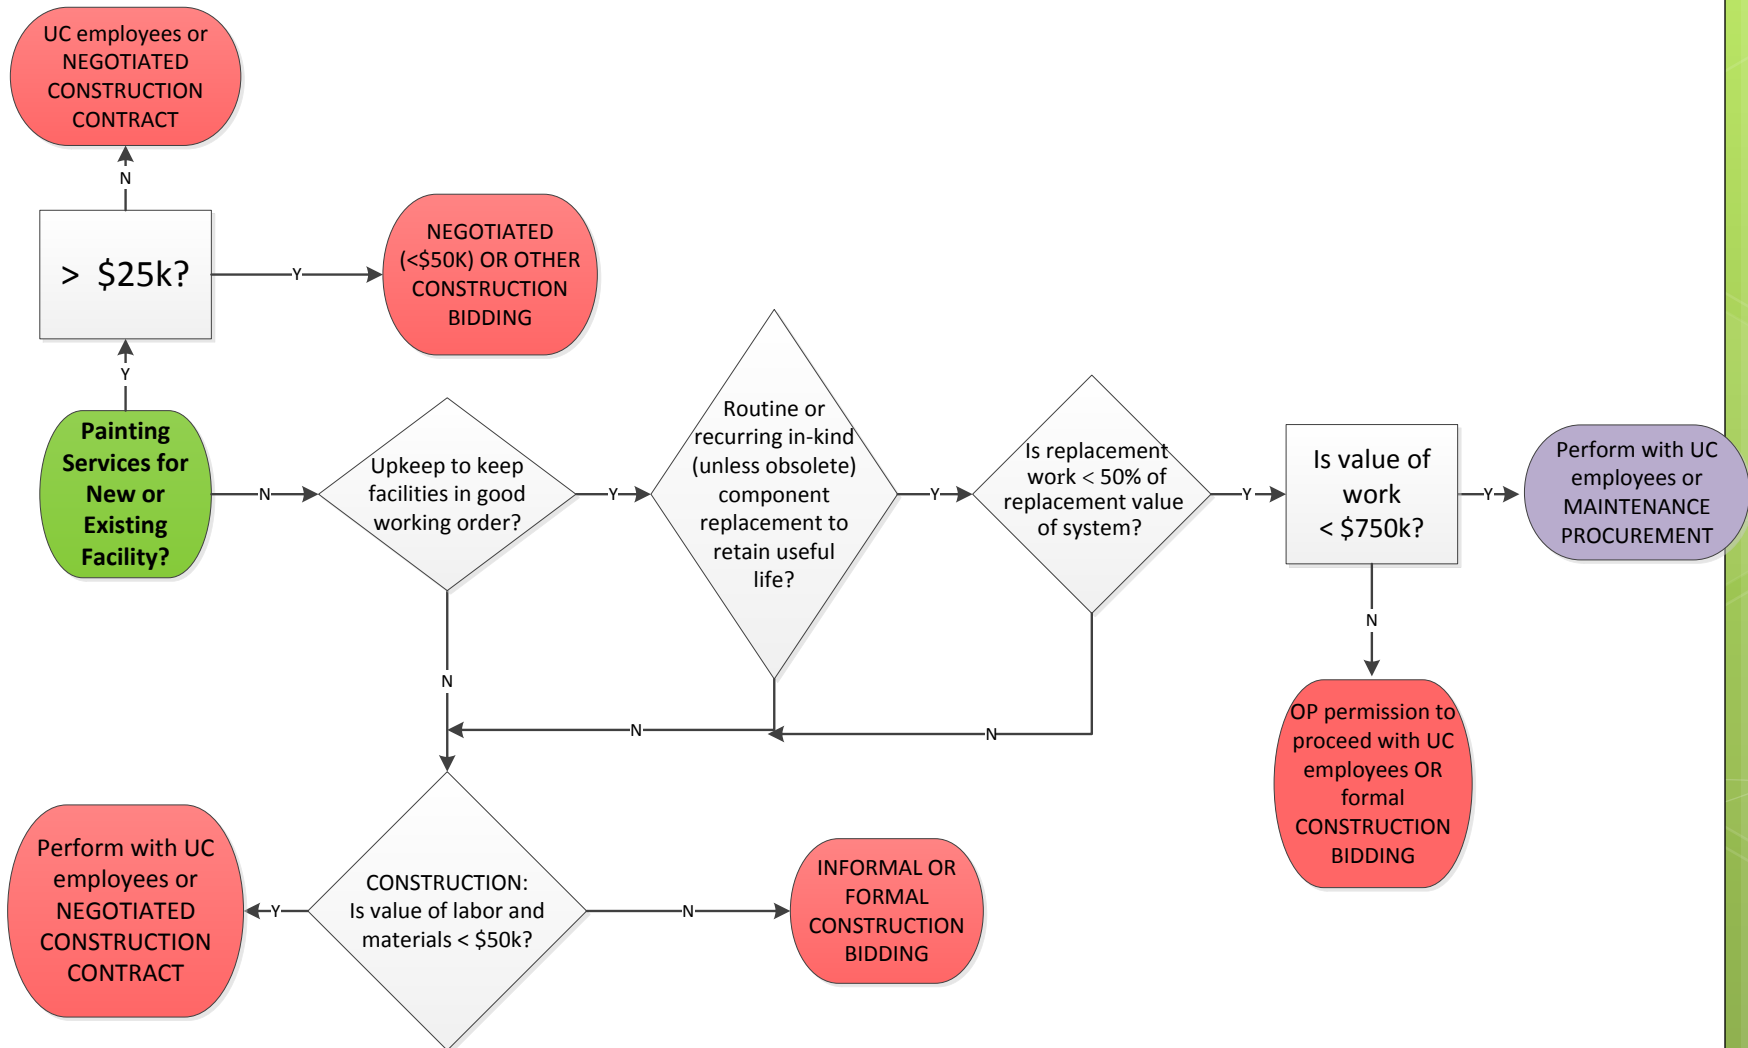 UC employees or
NEGOTIATED
CONSTRUCTION
CONTRACT
N
> $25k?
Y
NEGOTIATED
(<$50K) OR OTHER
CONSTRUCTION
BIDDING
Y
Painting
Services for
New or
Existing
Facility?
N
Upkeep to keep
facilities in good
working order?
Y
Routine or
recurring in-kind
(unless obsolete)
component
replacement to
retain useful
life?
Y
Is replacement
work < 50% of
replacement value
of system?
Y
Is value of
work
< $750k?
Y
Perform with UC
employees or
MAINTENANCE
PROCUREMENT
N
N
N
N
OP permission to
proceed with UC
employees OR
formal
CONSTRUCTION
BIDDING
Perform with UC
employees or
NEGOTIATED
CONSTRUCTION
CONTRACT
Y
CONSTRUCTION:
Is value of labor and
materials < $50k?
N
INFORMAL OR
FORMAL
CONSTRUCTION
BIDDING